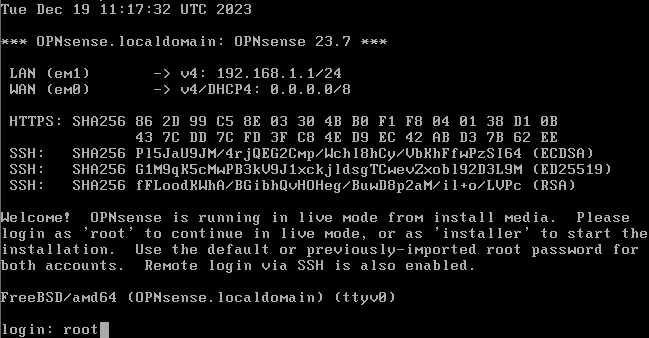 Tue Dec 19 11:17:32 UTC 2023
*** OPNsense.localdomain: OPNsense 23.7 ***
LAN (em1) -> v4: 192.168.1.1/24
WAN (em0) -> v4/DHCP4: 0.0.0.0/8
HTTPS: SHA256 86 2D 99 C5 8E 03 30 4B B0 F1 F8 04 01 38 D1 0B
43 7C DD 7C FD 3F C8 4E D9 EC 42 AB D3 7B 62 EE
SSH: SHA256 Pl5JaU9JM/4rjQEG2Cmp/Wchl8hCy/VbKhFfwPzSI64 (ECDSA)
SSH: SHA256 G1M9qK5cMwPB3kV9J1xckjldsgTCwevZxobl92D3L9M (ED25519)
SSH: SHA256 fFLoodKWhA/BGibhQvHOHeg/BuwD8p2aM/il+o/LVPc (RSA)
Welcome!  OPNsense is running in live mode from install media.  Please
login as 'root' to continue in live mode, or as 'installer' to start the
installation.  Use the default or previously-imported root password for
both accounts.  Remote login via SSH is also enabled.
FreeBSD/amd64 (OPNsense.localdomain) (ttyv0)
login: root